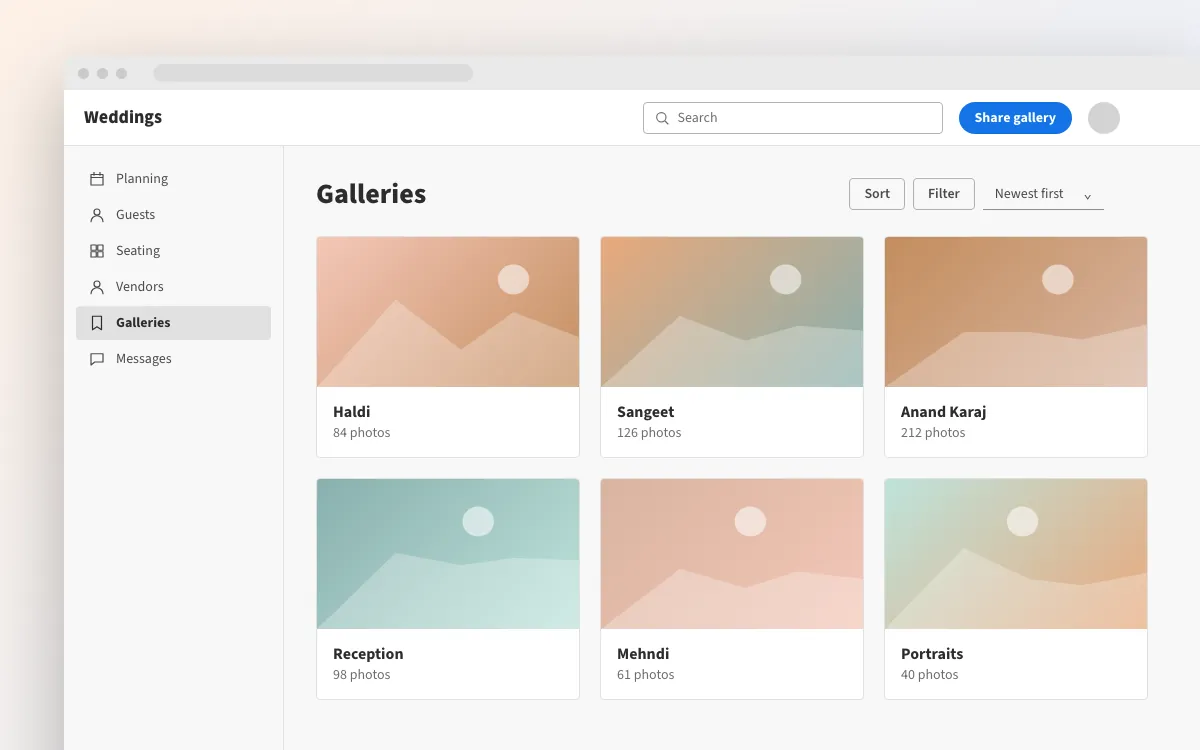 Weddings
Search
Share gallery
Planning
Guests
Seating
Vendors
Galleries
Messages
Galleries
Sort
Filter
Newest first
Haldi
84 photos
Sangeet
126 photos
Anand Karaj
212 photos
Reception
98 photos
Mehndi
61 photos
Portraits
40 photos